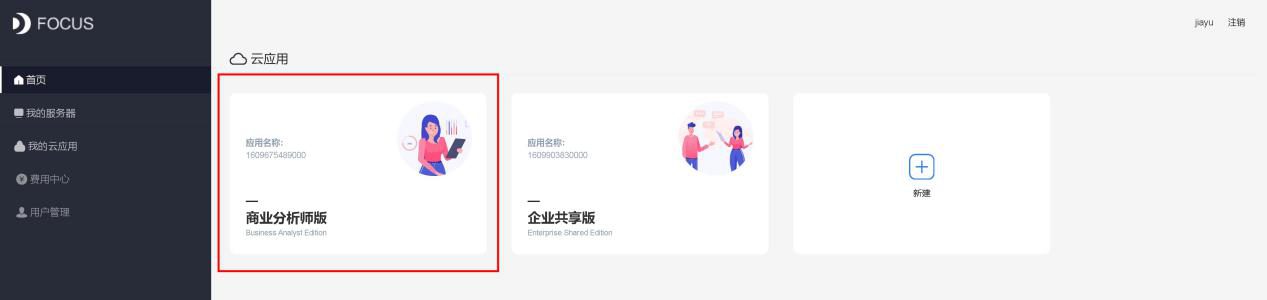 FOCUS
jiayu 注销
首页
我的服务器
我的云应用
费用中心
用户管理
云应用
应用名称:
1609675489000
商业分析师版
Business Analyst Edition
应用名称:
1609903830000
企业共享版
Enterprise Shared Edition
新建